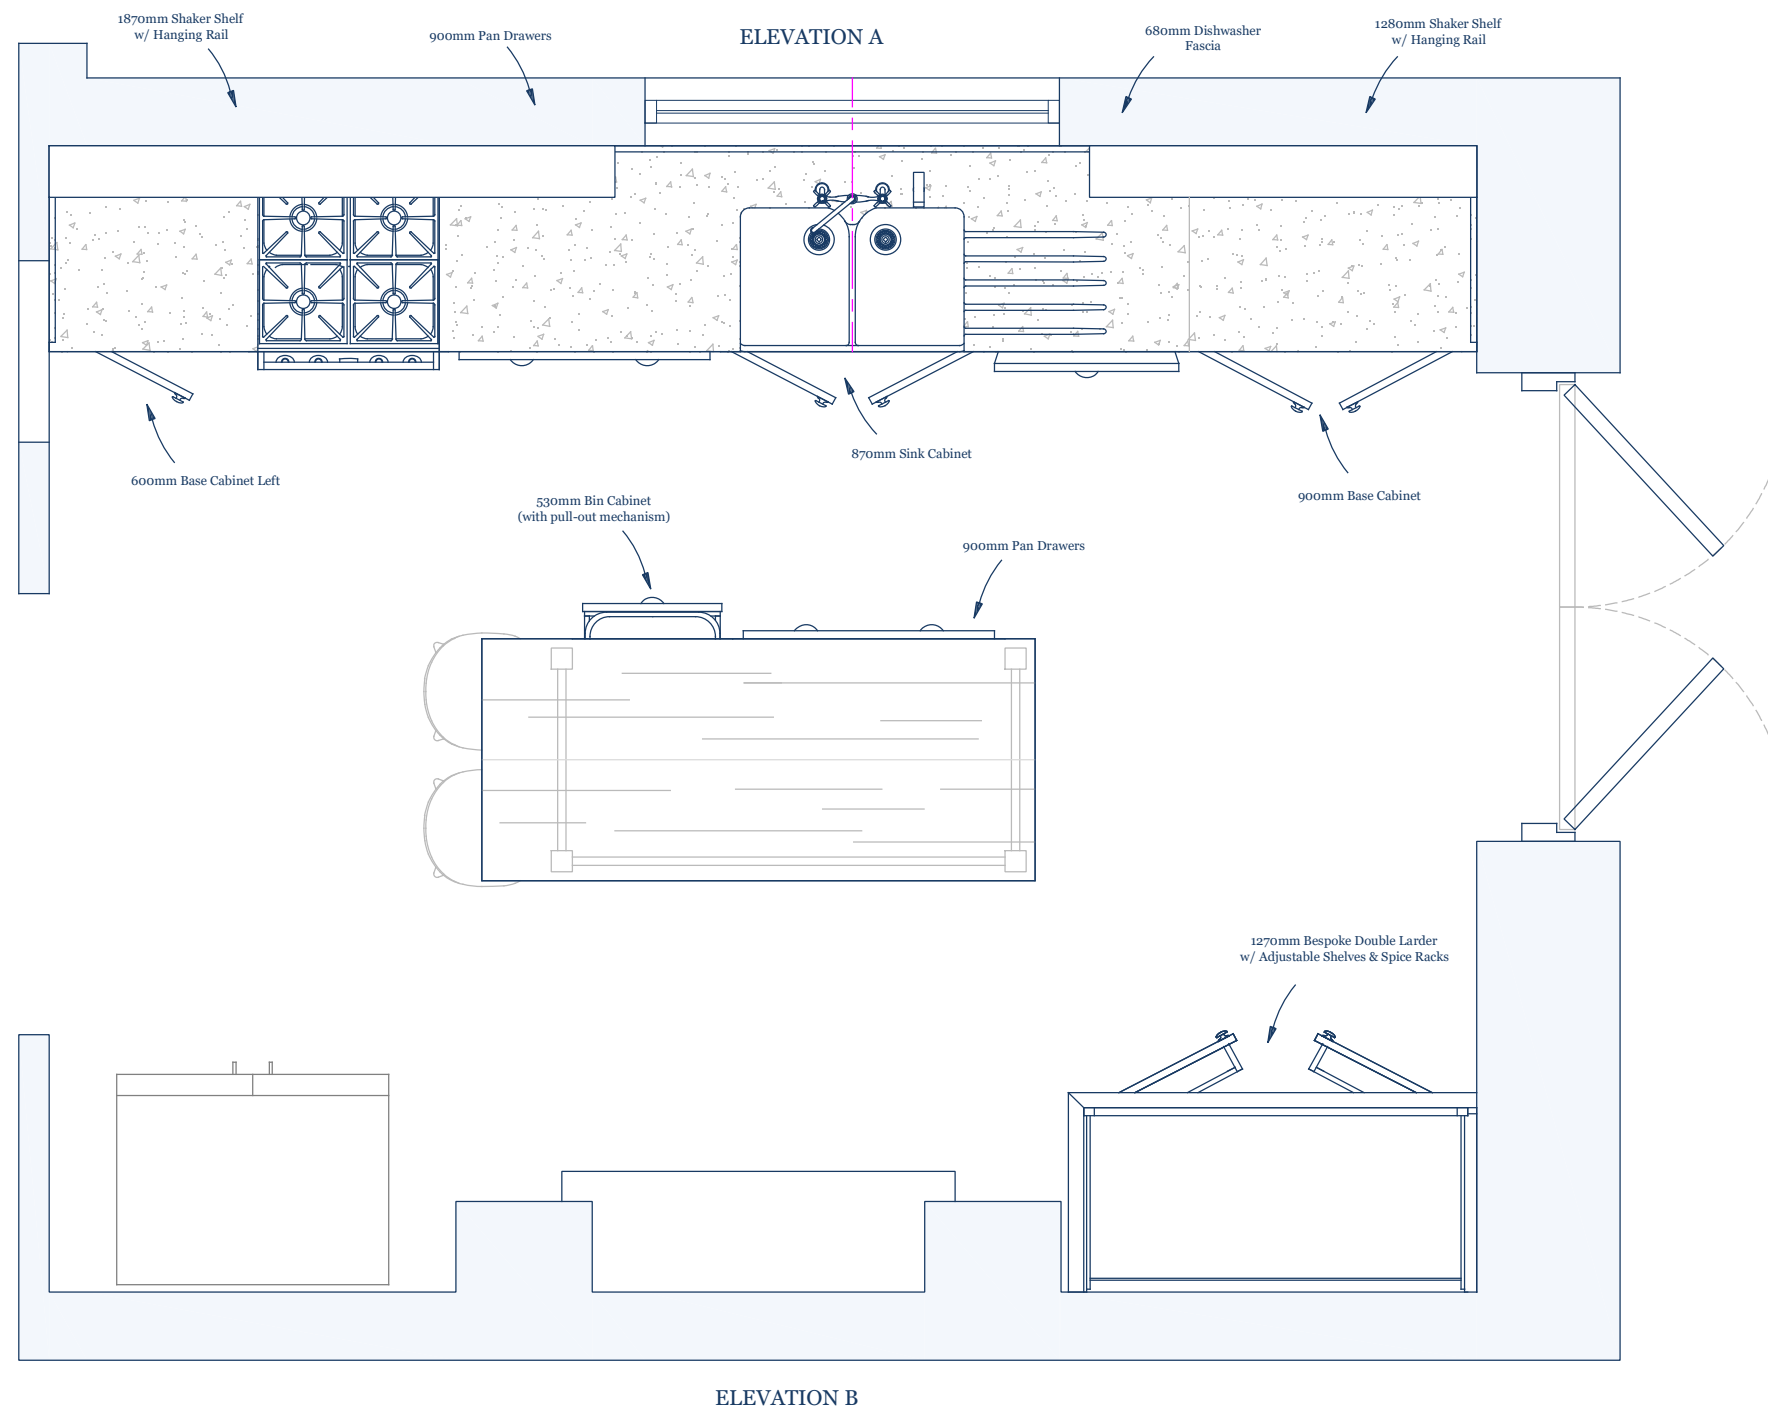 1870mm Shaker Shelf
w/ Hanging Rail
900mm Pan Drawers
ELEVATION A
680mm Dishwasher
Fascia
1280mm Shaker Shelf
w/ Hanging Rail
600mm Base Cabinet Left
870mm Sink Cabinet
900mm Base Cabinet
530mm Bin Cabinet
(with pull-out mechanism)
900mm Pan Drawers
1270mm Bespoke Double Larder
w/ Adjustable Shelves & Spice Racks
ELEVATION B